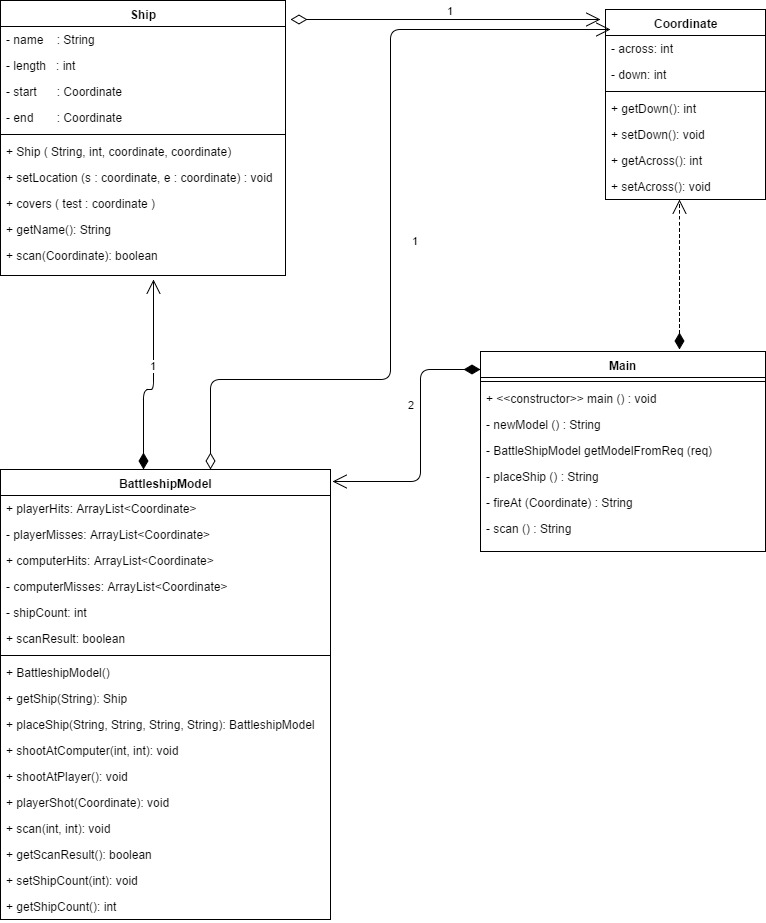 Ship
- name : String
- length : int
- start : Coordinate
- end : Coordinate
+ Ship ( String, int, coordinate, coordinate)
+ setLocation (s : coordinate, e : coordinate) : void
+ covers ( test : coordinate )
+ getName(): String
+ scan(Coordinate): boolean
1
Coordinate
- across: int
- down: int
+ getDown(): int
+ setDown(): void
+ getAcross(): int
+ setAcross(): void
1
1
2
Main
+ <<constructor>> main () : void
- newModel () : String
- BattleShipModel getModelFromReq (req)
- placeShip () : String
- fireAt (Coordinate) : String
- scan () : String
BattleshipModel
+ playerHits: ArrayList<Coordinate>
- playerMisses: ArrayList<Coordinate>
+ computerHits: ArrayList<Coordinate>
- computerMisses: ArrayList<Coordinate>
- shipCount: int
+ scanResult: boolean
+ BattleshipModel()
+ getShip(String): Ship
+ placeShip(String, String, String, String): BattleshipModel
+ shootAtComputer(int, int): void
+ shootAtPlayer(): void
+ playerShot(Coordinate): void
+ scan(int, int): void
+ getScanResult(): boolean
+ setShipCount(int): void
+ getShipCount(): int